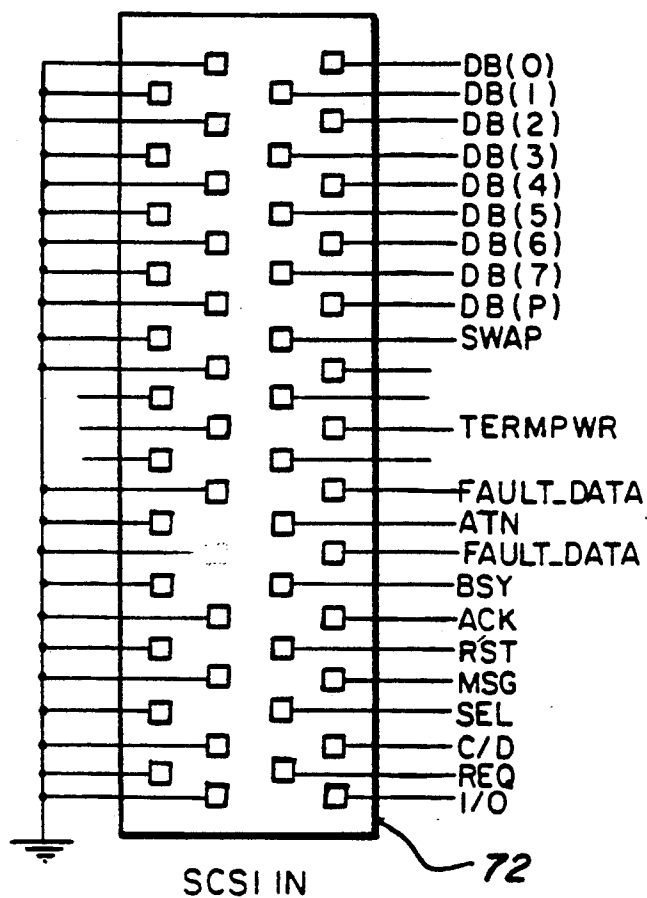 DB(0)
DB(1)
DB(2)
DB(3)
DB(4)
DB(5)
DB(6)
DB(7)
DB(P)
SWAP
TERMPWR
FAULT_DATA
ATN
FAULT_DATA
BSY
ACK
RST
MSG
SEL
C/D
REQ
I/O
72
SCSI IN